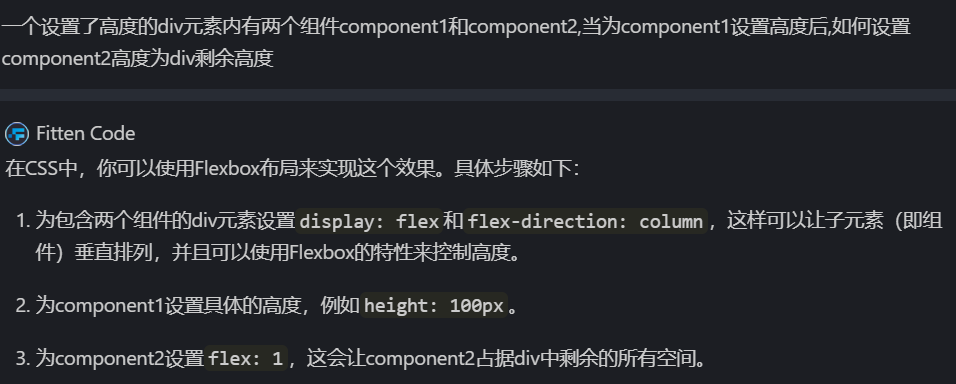 一个设置了高度的div元素内有两个组件component1和component2,当为component1设置高度后,如何设置
component2高度为div剩余高度
Fitten Code
在CSS中，你可以使用Flexbox布局来实现这个效果。具体步骤如下：
1. 为包含两个组件的div元素设置display: flex和flex-direction: column，这样可以让子元素（即组
件）垂直排列，并且可以使用Flexbox的特性来控制高度。
2. 为component1设置具体的高度，例如height: 100px。
3. 为component2设置flex: 1，这会让component2占据div中剩余的所有空间。